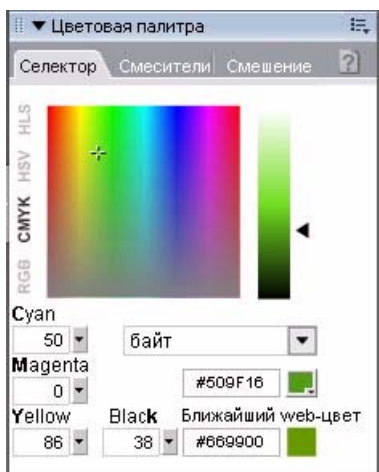 Цветовая палитра
Селектор Смесители Смешение ?
HLS
HSV
CMYK
RGB
Cyan
50 байт
Magenta
0 #509F16
Yellow Black Ближайший web-цвет
86 38 #669900